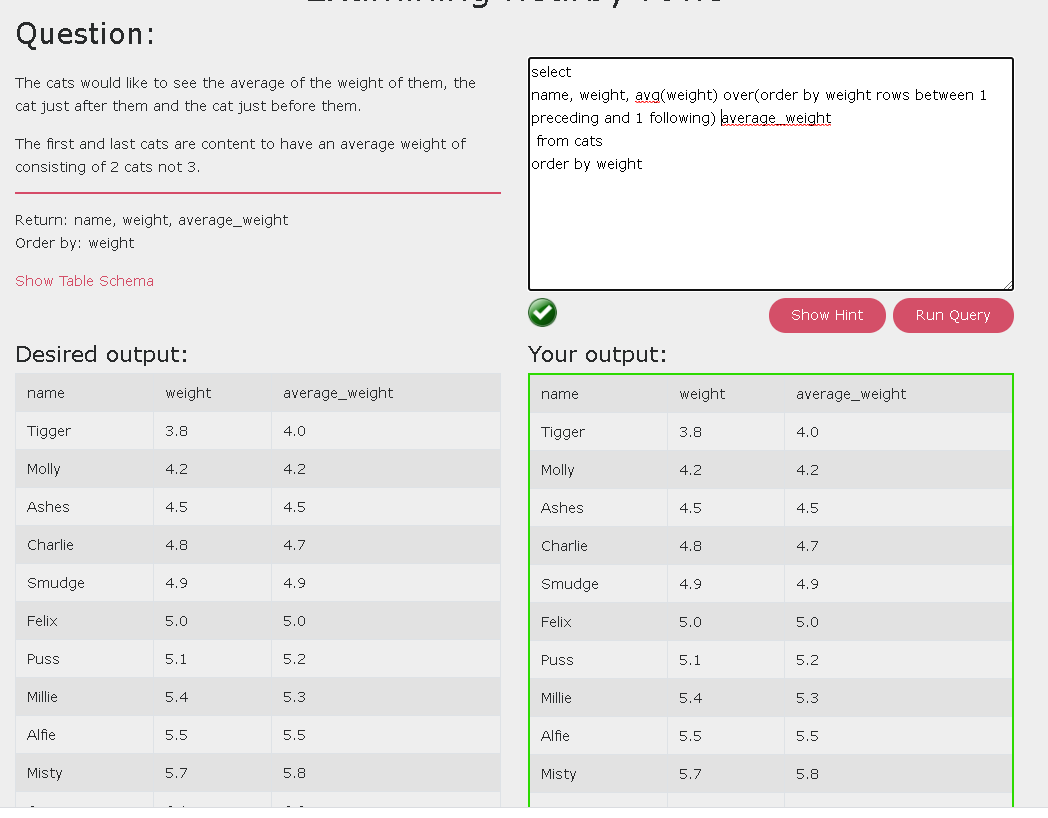 Question:
The cats would like to see the average of the weight of them, the
cat just after them and the cat just before them.
The first and last cats are content to have an average weight of
consisting of 2 cats not 3.
Return: name, weight, average_weight
Order by: weight
Show Table Schema
select
name, weight, avg(weight) over(order by weight rows between 1
preceding and 1 following) average_weight
from cats
order by weight
Show Hint
Run Query
Desired output:
name weight average_weight
Tigger 3.8 4.0
Molly 4.2 4.2
Ashes 4.5 4.5
Charlie 4.8 4.7
Smudge 4.9 4.9
Felix 5.0 5.0
Puss 5.1 5.2
Millie 5.4 5.3
Alfie 5.5 5.5
Misty 5.7 5.8
Your output:
name weight average_weight
Tigger 3.8 4.0
Molly 4.2 4.2
Ashes 4.5 4.5
Charlie 4.8 4.7
Smudge 4.9 4.9
Felix 5.0 5.0
Puss 5.1 5.2
Millie 5.4 5.3
Alfie 5.5 5.5
Misty 5.7 5.8